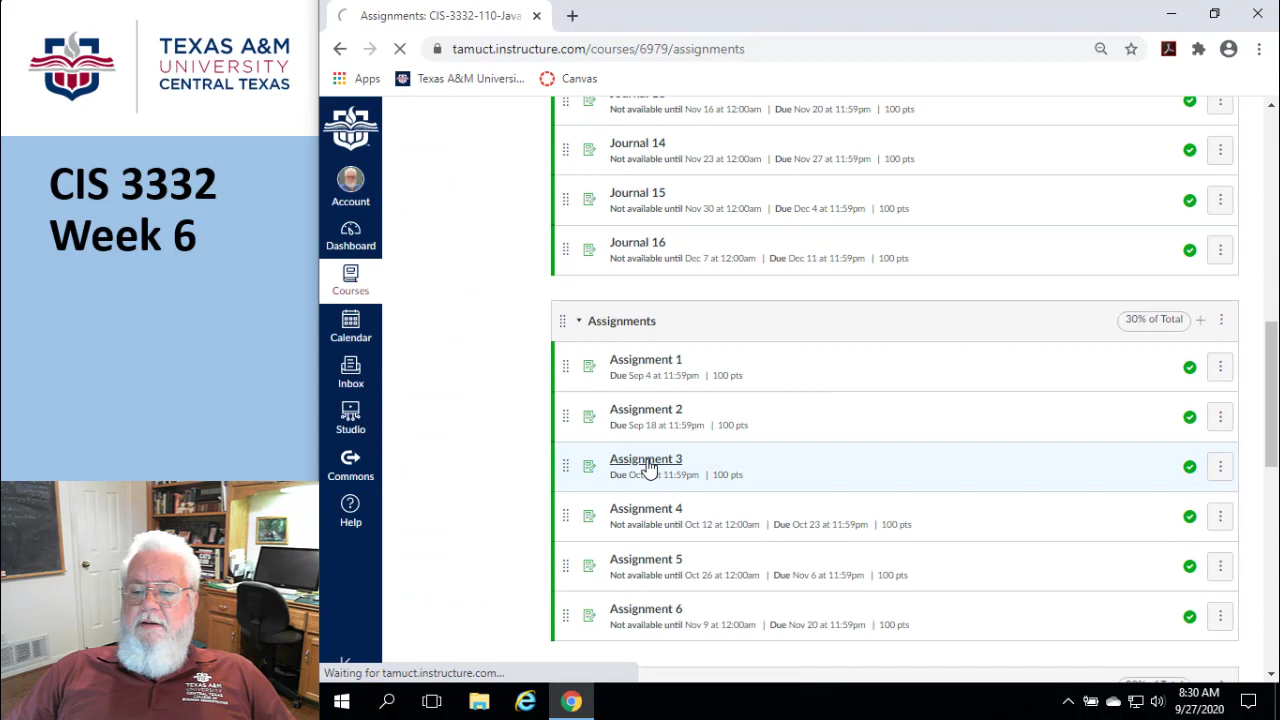 TEXAS A&M
UNIVERSITY
CENTRAL TEXAS
CIS 3332
Week 6
TEXAS A&M
UNIVERSITY
CENTRAL TEXAS
Assignments: CIS-3332-110-Java
tamuct.instructure.com/courses/6979/assignments
Apps
Texas A&M Universi...
Canvas
Account
Dashboard
Courses
Calendar
Inbox
Studio
Commons
Help
Not available until Nov 16 at 12:00am | Due Nov 20 at 11:59pm | 100 pts
Journal 14
Not available until Nov 23 at 12:00am | Due Nov 27 at 11:59pm | 100 pts
Journal 15
Not available until Nov 30 at 12:00am | Due Dec 4 at 11:59pm | 100 pts
Journal 16
Not available until Dec 7 at 12:00am | Due Dec 11 at 11:59pm | 100 pts
Assignments
30% of Total
Assignment 1
Due Sep 4 at 11:59pm | 100 pts
Assignment 2
Due Sep 18 at 11:59pm | 100 pts
Assignment 3
Due Oct at 11:59pm | 100 pts
Assignment 4
Not available until Oct 12 at 12:00am | Due Oct 23 at 11:59pm | 100 pts
Assignment 5
Not available until Oct 26 at 12:00am | Due Nov 6 at 11:59pm | 100 pts
Assignment 6
Not available until Nov 9 at 12:00am | Due Nov 20 at 11:59pm | 100 pts
Waiting for tamuct.instructure.com...
8:30 AM
9/27/2020